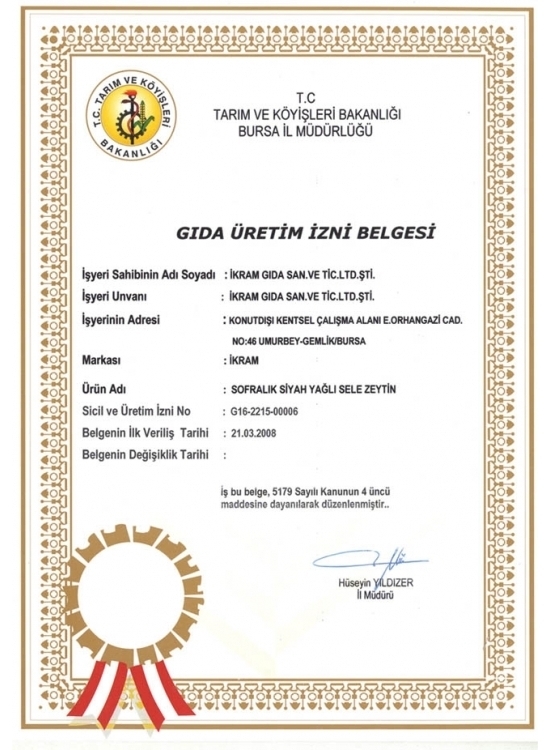 T.C. TARIM VE KÖYİŞLERİ
BAKANLIĞI
T.C
TARIM VE KÖYİŞLERİ BAKANLIĞI
BURSA İL MÜDÜRLÜĞÜ
GIDA ÜRETİM İZNİ BELGESİ
İşyeri Sahibinin Adı Soyadı : İKRAM GIDA SAN.VE TİC.LTD.ŞTİ.
İşyeri Unvanı : İKRAM GIDA SAN.VE TİC.LTD.ŞTİ.
İşyerinin Adresi : KONUTDIŞI KENTSEL ÇALIŞMA ALANI E.ORHANGAZİ CAD.
NO:46 UMURBEY-GEMLİK/BURSA
Markası : İKRAM
Ürün Adı : SOFRALIK SİYAH YAĞLI SELE ZEYTİN
Sicil ve Üretim İzni No : G16-2215-00006
Belgenin İlk Veriliş Tarihi : 21.03.2008
Belgenin Değişiklik Tarihi :
İş bu belge, 5179 Sayılı Kanunun 4 üncü
maddesine dayanılarak düzenlenmiştir..
Hüseyin YILDIZER
İl Müdürü